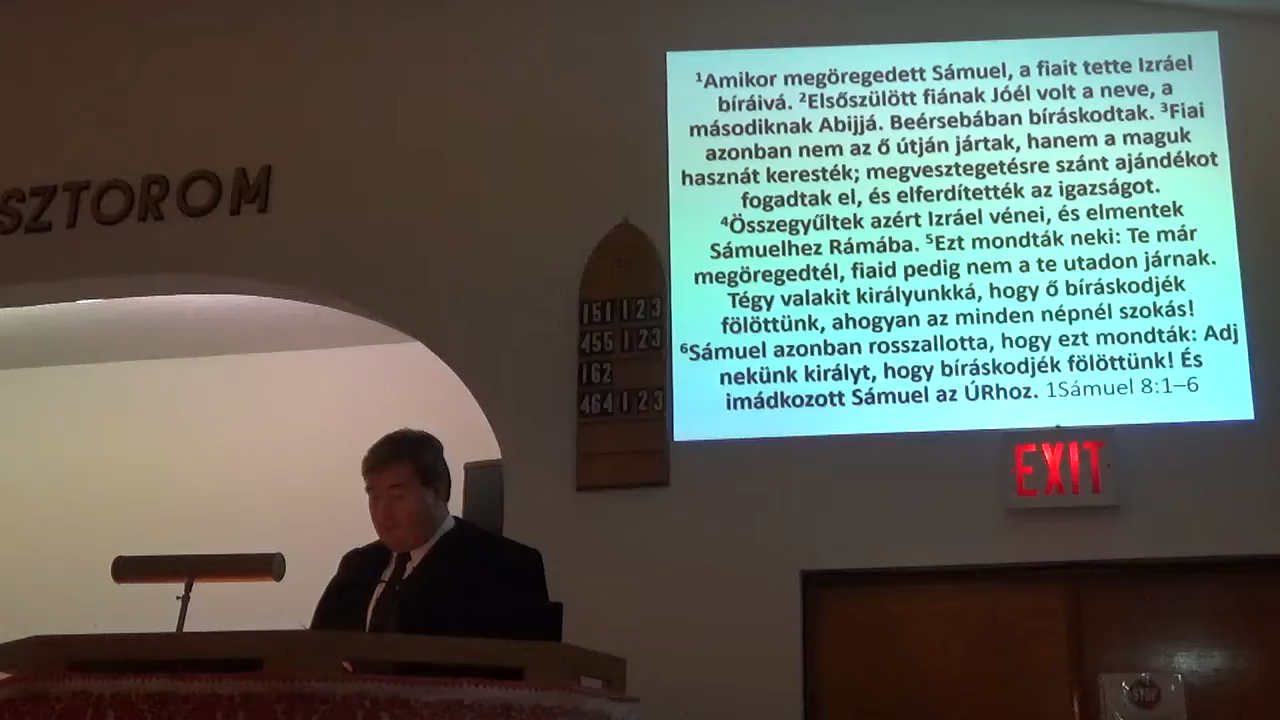 SZTOROM
151 1 2 3
455 1 2 3
162
464 1 2 3
¹Amikor megöregedett Sámuel, a fiait tette Izráel
bíráivá. ²Elsőszülött fiának Jóél volt a neve, a
másodiknak Abijjá. Beérsebában bíráskodtak. ³Fiai
azonban nem az ő útján jártak, hanem a maguk
hasznát keresték; megvesztegetésre szánt ajándékot
fogadtak el, és elferdítették az igazságot.
⁴Összegyűltek azért Izráel vénei, és elmentek
Sámuelhez Rámába. ⁵Ezt mondták neki: Te már
megöregedtél, fiaid pedig nem a te utadon járnak.
Tégy valakit királyunkká, hogy ő bíráskodjék
fölöttünk, ahogyan az minden népnél szokás!
⁶Sámuel azonban rosszallotta, hogy ezt mondták: Adj
nekünk királyt, hogy bíráskodjék fölöttünk! És
imádkozott Sámuel az ÚRhoz. 1Sámuel 8:1–6
EXIT
STOP